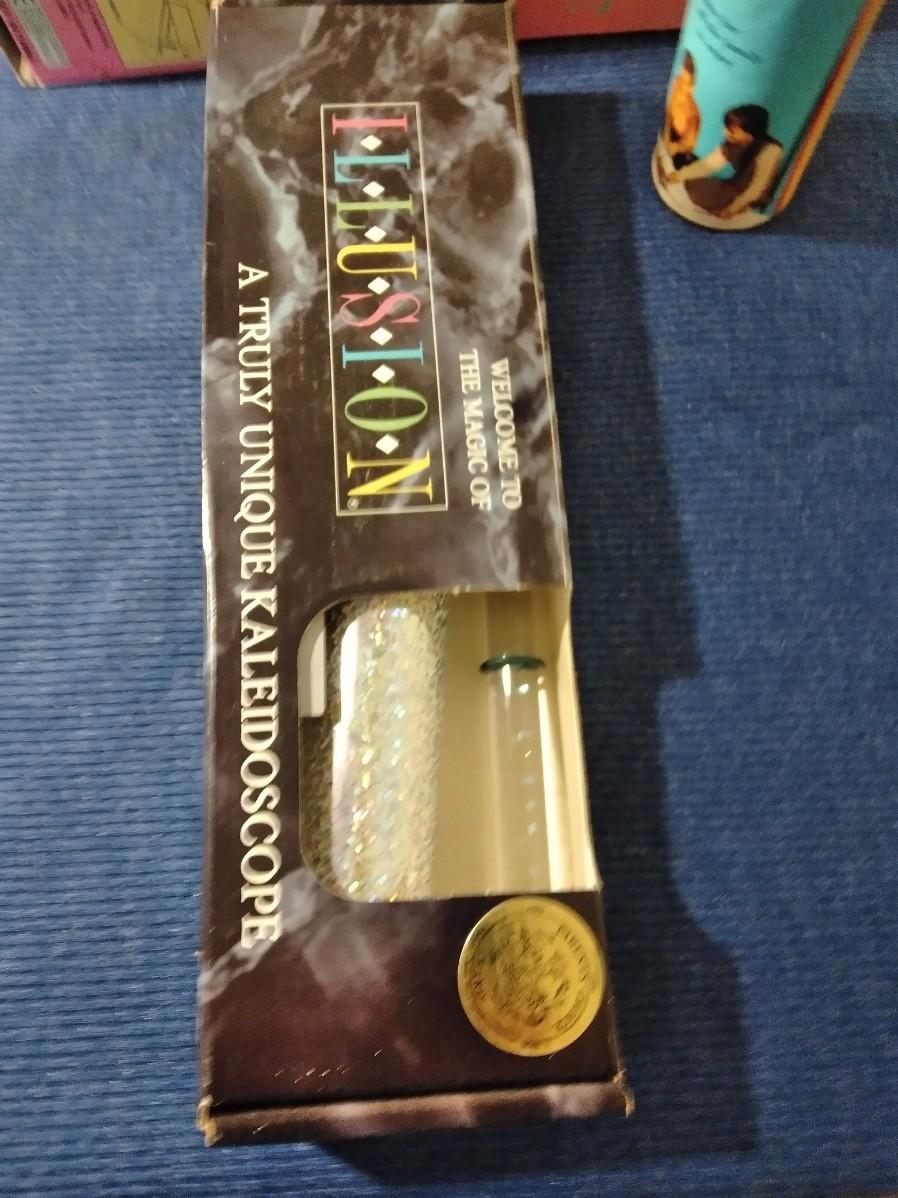 WELCOME TO
THE MAGIC OF
I·L·L·U·S·I·O·N®
A TRULY UNIQUE KALEIDOSCOPE